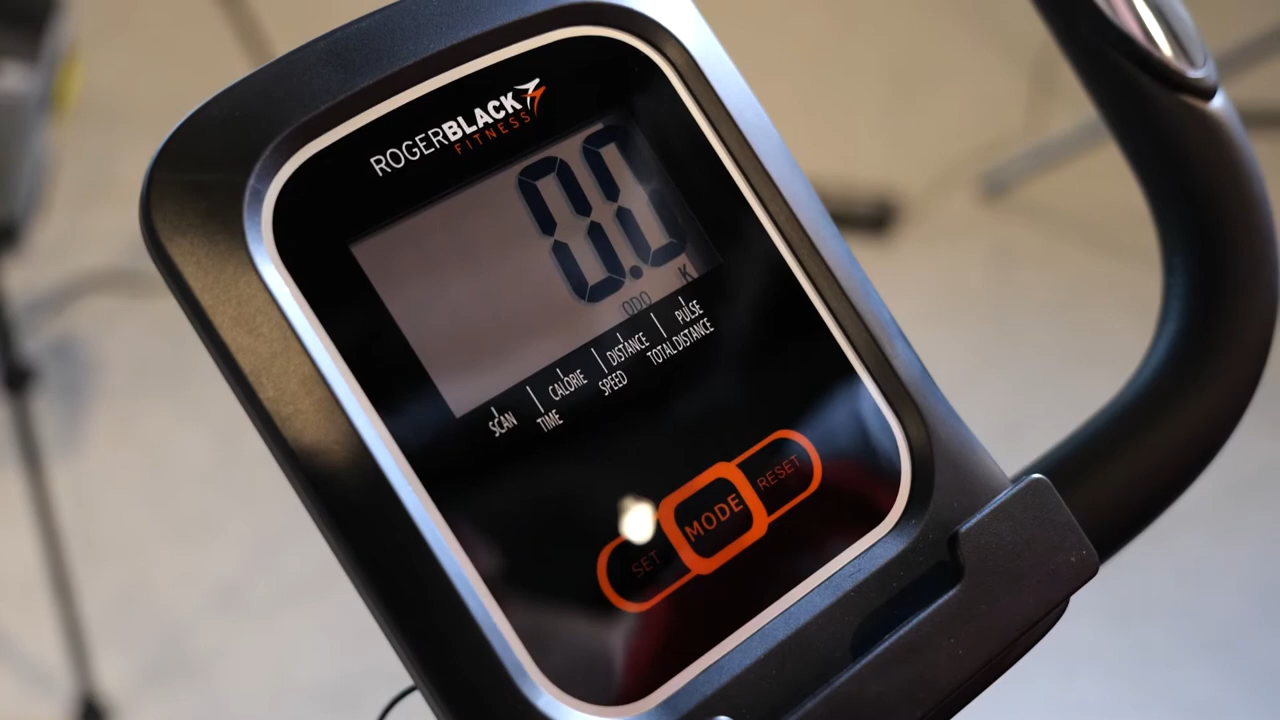 ROGERBLACK
FITNESS
0.0
ODO K
SCAN CALORIE DISTANCE PULSE
TIME SPEED TOTAL DISTANCE
SET MODE RESET